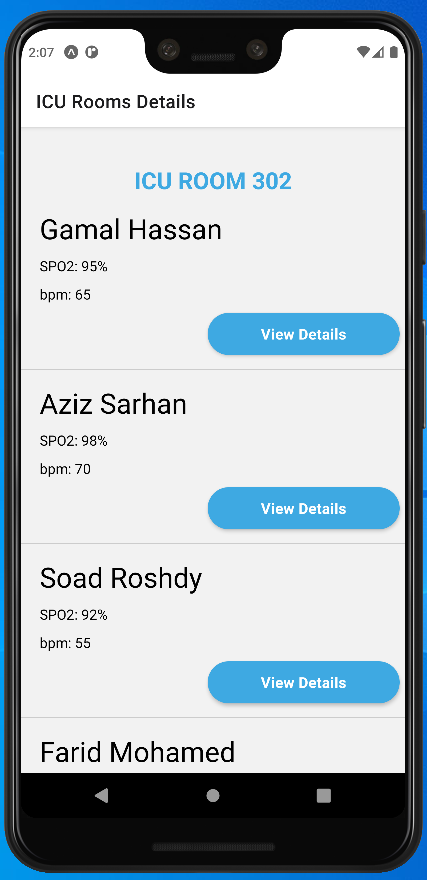 2:07
ICU Rooms Details
ICU ROOM 302
Gamal Hassan
SPO2: 95%
bpm: 65
View Details
Aziz Sarhan
SPO2: 98%
bpm: 70
View Details
Soad Roshdy
SPO2: 92%
bpm: 55
View Details
Farid Mohamed